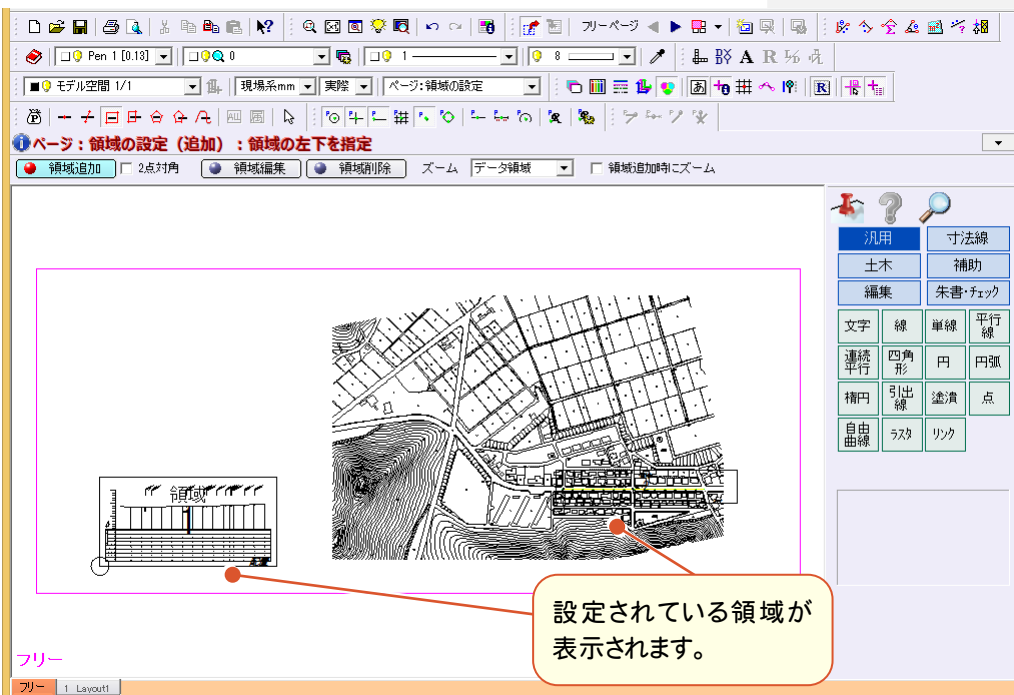 フリーページ
Pen 1 [0.13]
0
1
8
A R
モデル空間 1/1
現場系mm
実際
ページ:領域の設定
あ
R
ページ：領域の設定（追加）：領域の左下を指定
領域追加
2点対角
領域編集
領域削除
ズーム
データ領域
領域追加時にズーム
汎用
寸法線
土木
補助
編集
朱書・チェック
文字
線
単線
平行
線
連続
平行
四角
形
円
円弧
楕円
引出
線
塗潰
点
自由
曲線
ラスタ
リンク
領域
設定されている領域が
表示されます。
フリー
フリー
1 Layout1